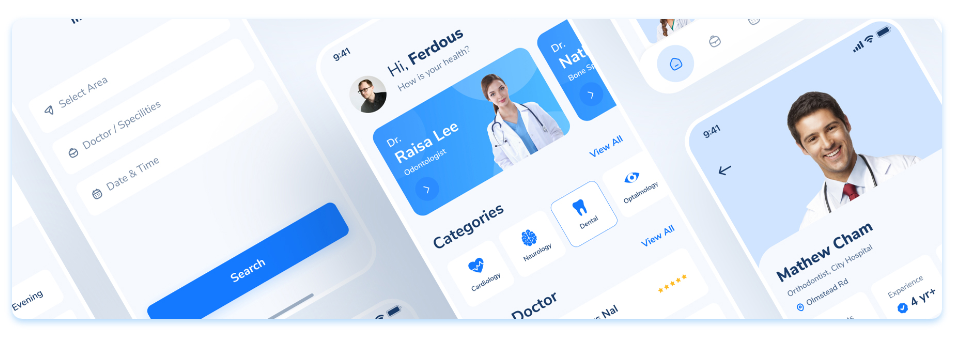 Select Area
Doctor / Specilities
Date & Time
Search
Evening
9:41
Hi, Ferdous
How is your health?
Dr.
Raisa Lee
Odontologist
Dr.
Bone
View All
Categories
Cardiology
Neurology
Dental
Optalmology
View All
Doctor
Nal
9:41
Mathew Cham
Orthodontist, City Hospital
Olmstead Rd
Experience
4 yr+